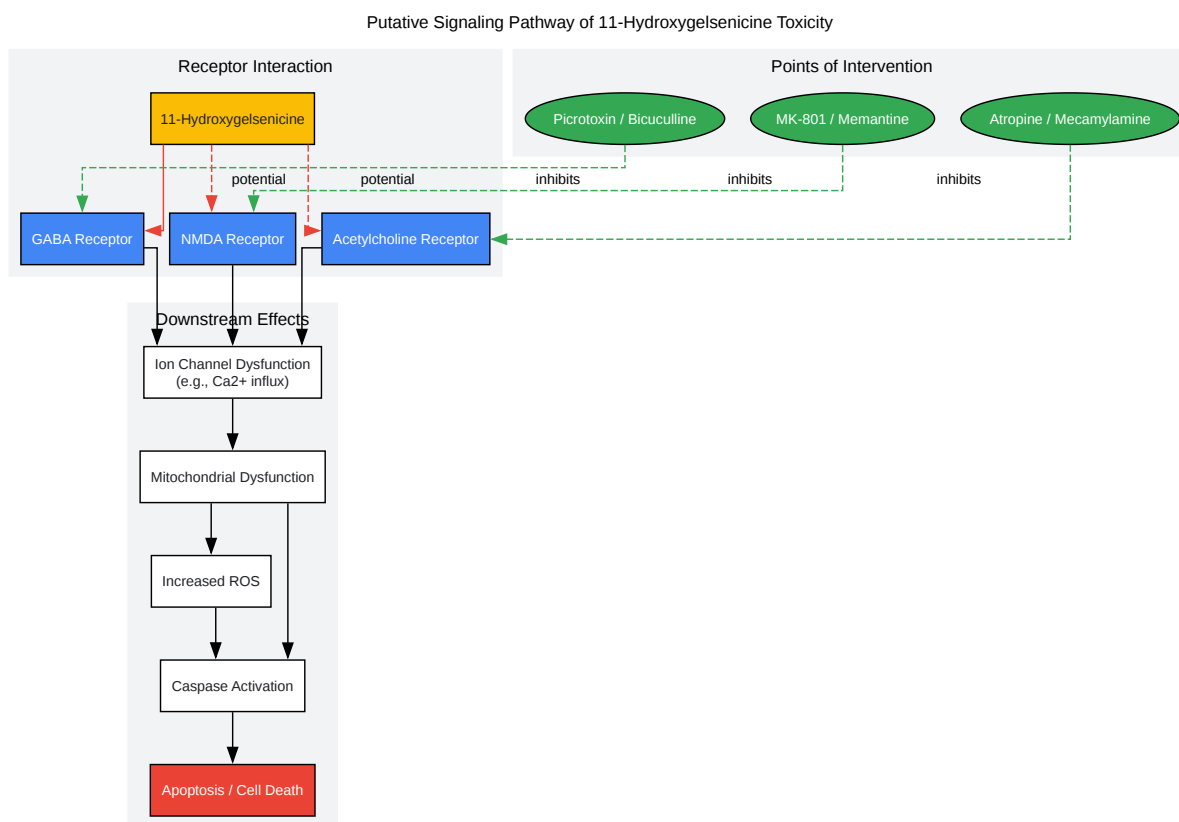 Putative Signaling Pathway of 11-Hydroxygelsenicine Toxicity
Receptor Interaction
Points of Intervention
11-Hydroxygelsenicine
Picrotoxin / Bicuculline
MK-801 / Memantine
Atropine / Mecamylamine
potential
potential
inhibits
inhibits
inhibits
GABA Receptor
NMDA Receptor
Acetylcholine Receptor
Downstream Effects
Ion Channel Dysfunction
(e.g., Ca2+ influx)
Mitochondrial Dysfunction
Increased ROS
Caspase Activation
Apoptosis / Cell Death